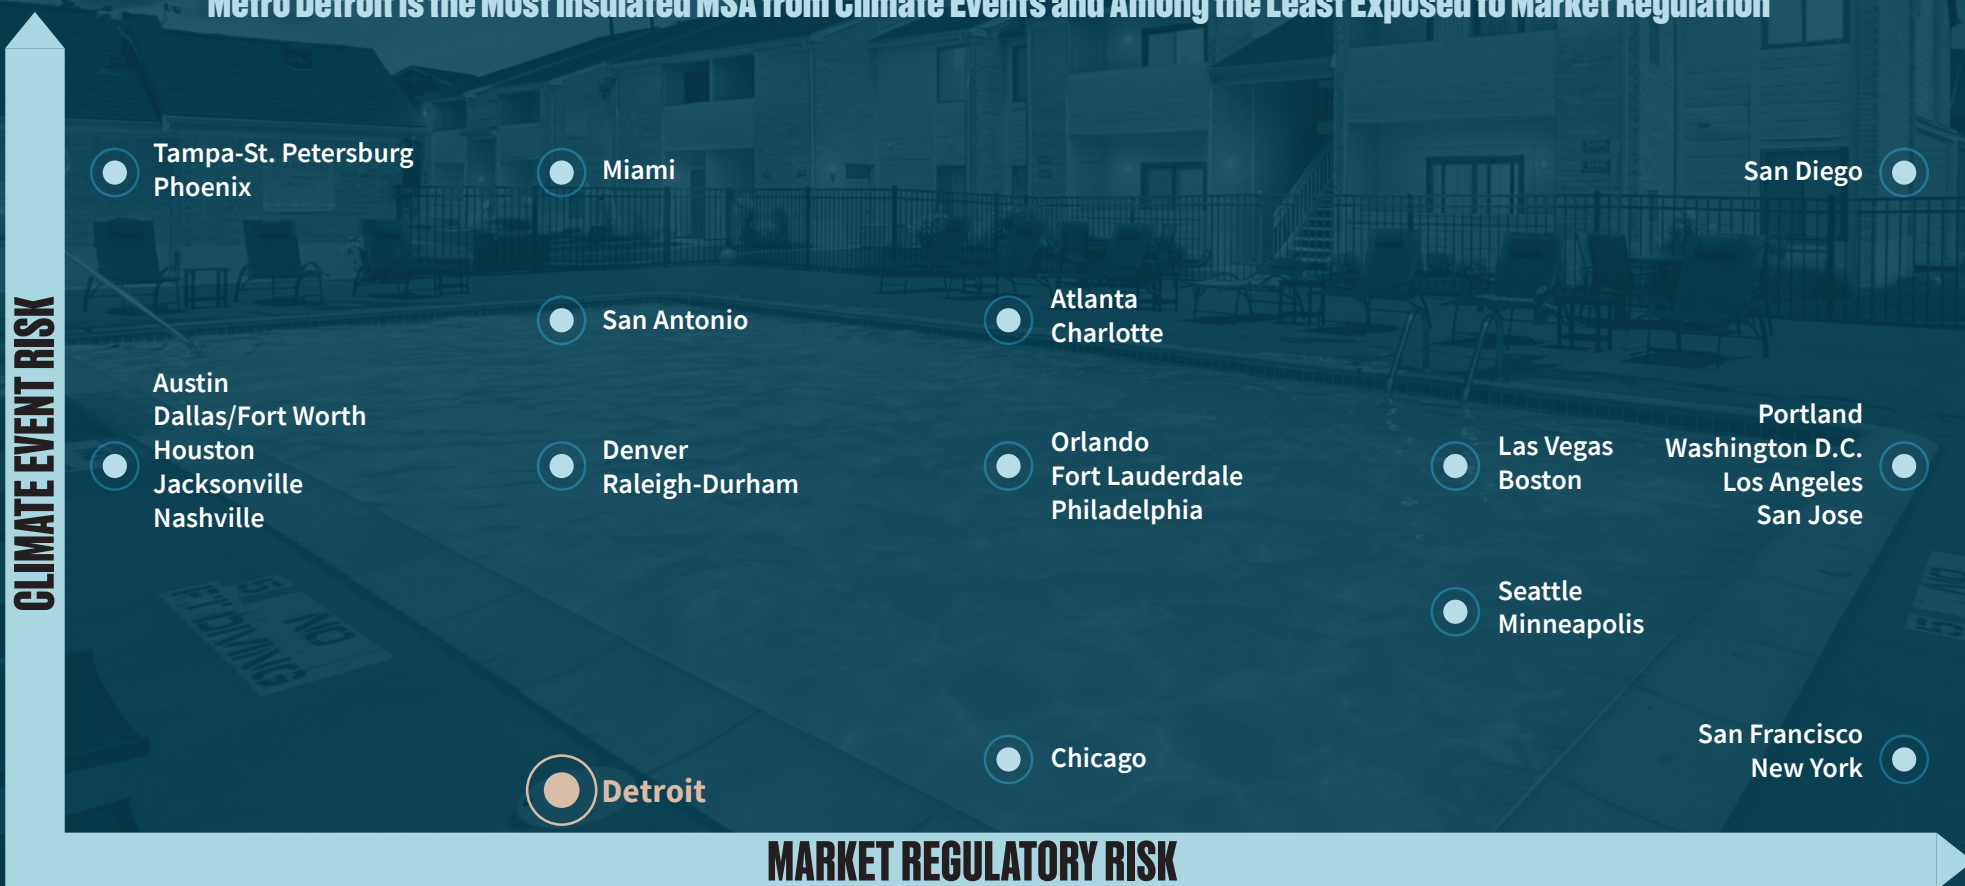 Metro Detroit is the Most Insulated MSA from Climate Events and Among the Least Exposed to Market Regulation
Tampa-St. Petersburg
Phoenix
Miami
San Diego
San Antonio
Atlanta
Charlotte
Austin
Dallas/Fort Worth
Houston
Jacksonville
Nashville
Denver
Raleigh-Durham
Orlando
Fort Lauderdale
Philadelphia
Las Vegas
Boston
Portland
Washington D.C.
Los Angeles
San Jose
Seattle
Minneapolis
San Francisco
New York
Chicago
Detroit
CLIMATE EVENT RISK
MARKET REGULATORY RISK
NO